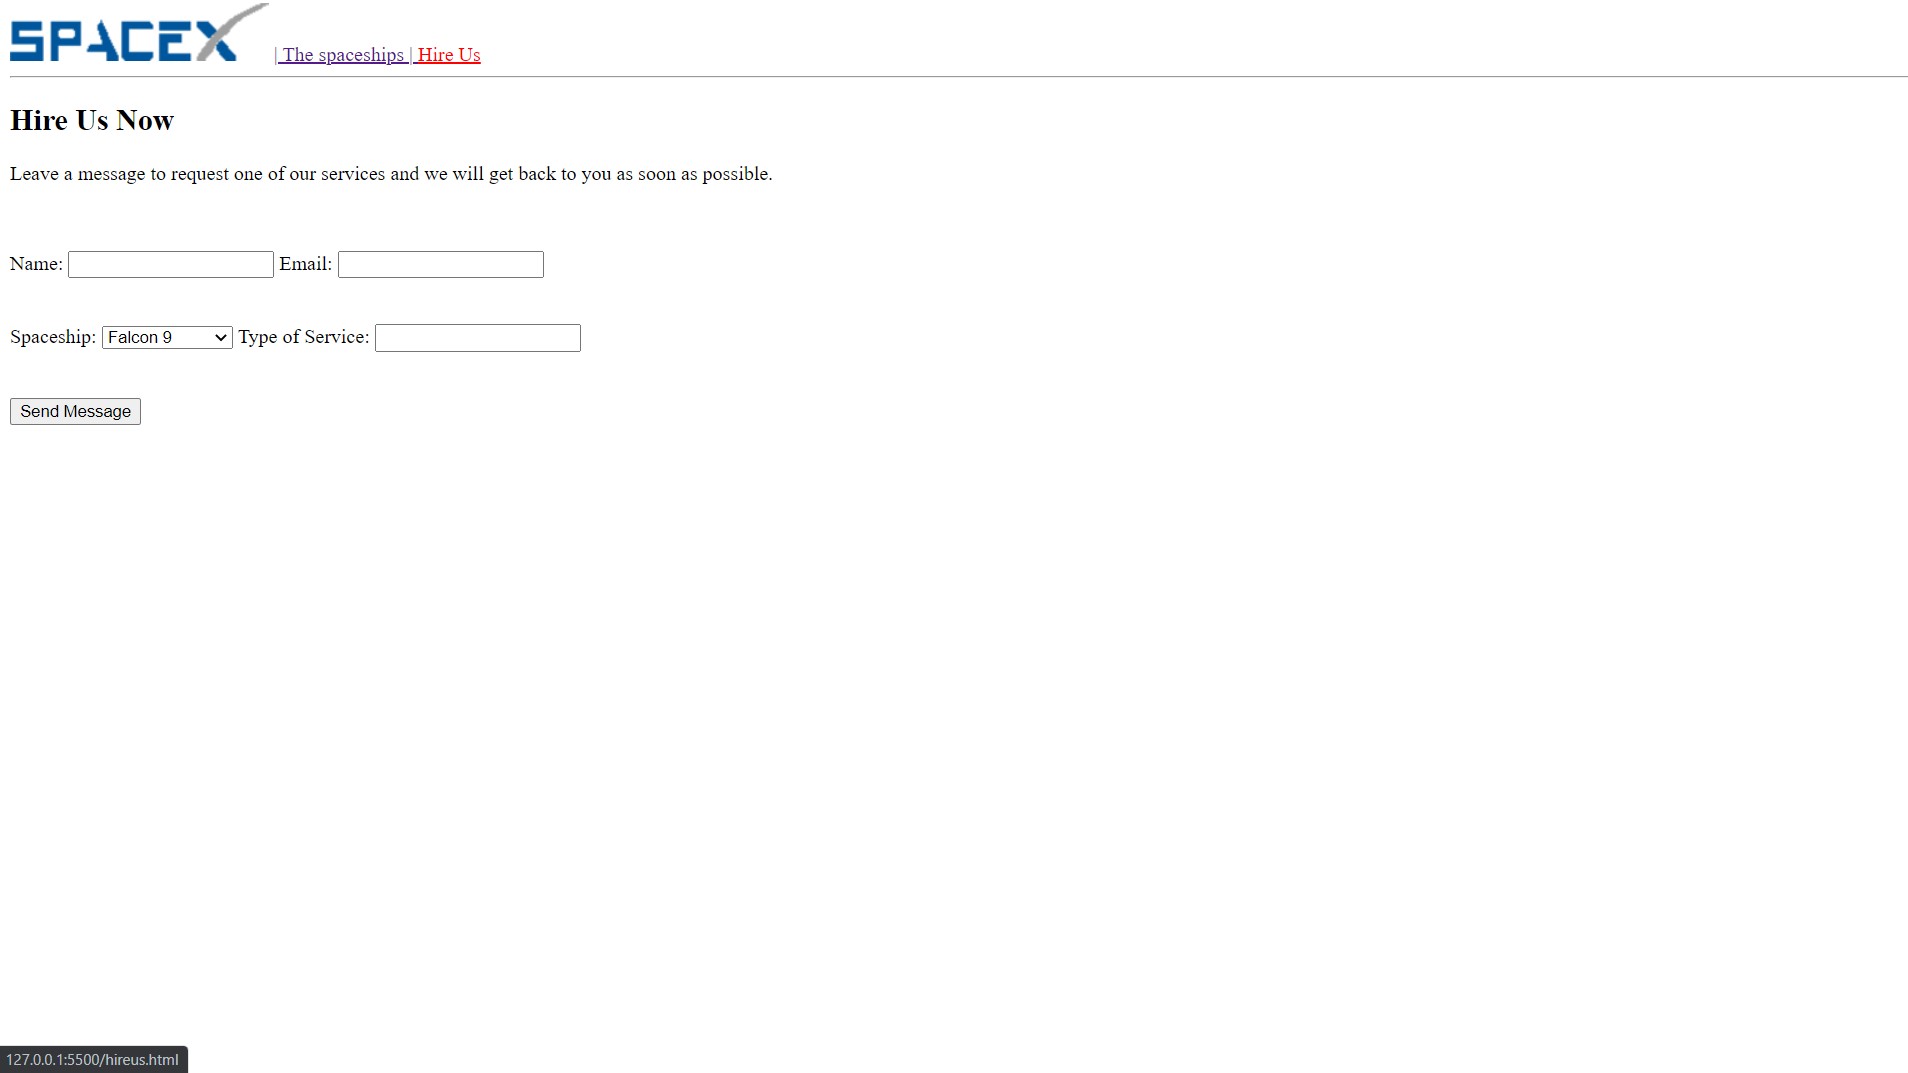 SPACEX | The spaceships | Hire Us
Hire Us Now
Leave a message to request one of our services and we will get back to you as soon as possible.
Name: Email:
Spaceship: Falcon 9 Type of Service:
Send Message
127.0.0.1:5500/hireus.html